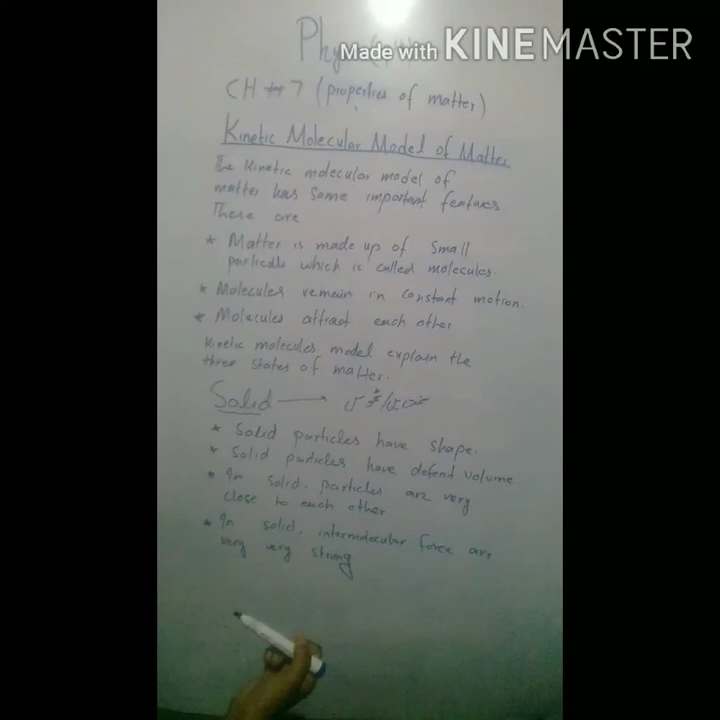 Made with KINEMASTER
CH # 7 (properties of matter)
Kinetic Molecular Model of Matter
The Kinetic molecular model of
matter has some important features
These are
* Matter is made up of small
which is called molecules.
* Molecules remain in constant motion.
* Molecules attract each other
Kinetic molecules model explain the
three states of matter.
Solid →
* Solid particles have shape.
* Solid particles have defend volume
* In solid. particles are very
close to each other
* In solid. intermolecular force are
very very strong